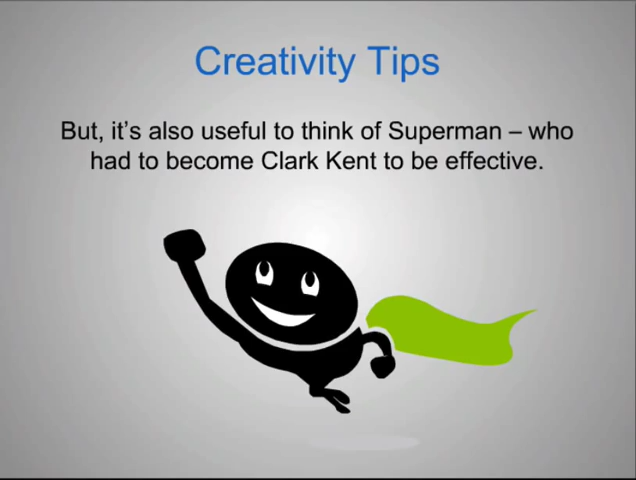 Creativity Tips
But, it's also useful to think of Superman – who
had to become Clark Kent to be effective.